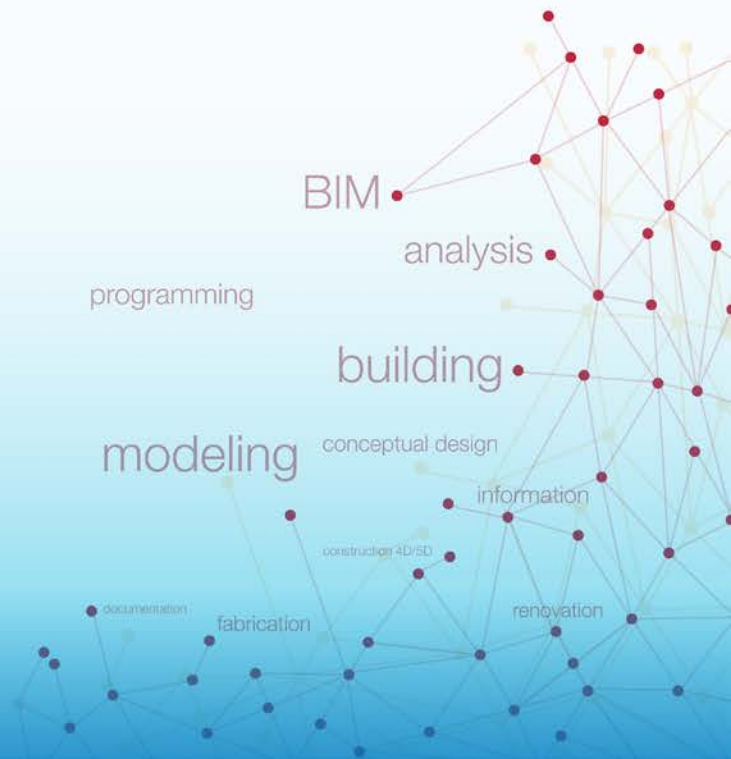 BIM
analysis
programming
building
modeling
conceptual design
information
construction 4D/5D
documentation
renovation
fabrication